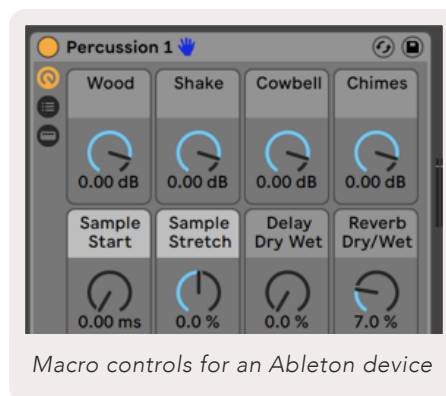 Percussion 1
Wood Shake Cowbell Chimes
0.00 dB 0.00 dB 0.00 dB 0.00 dB
Sample Sample Delay Reverb
Start Stretch Dry Wet Dry/Wet
0.00 ms 0.0 % 0.0 % 7.0 %
Macro controls for an Ableton device